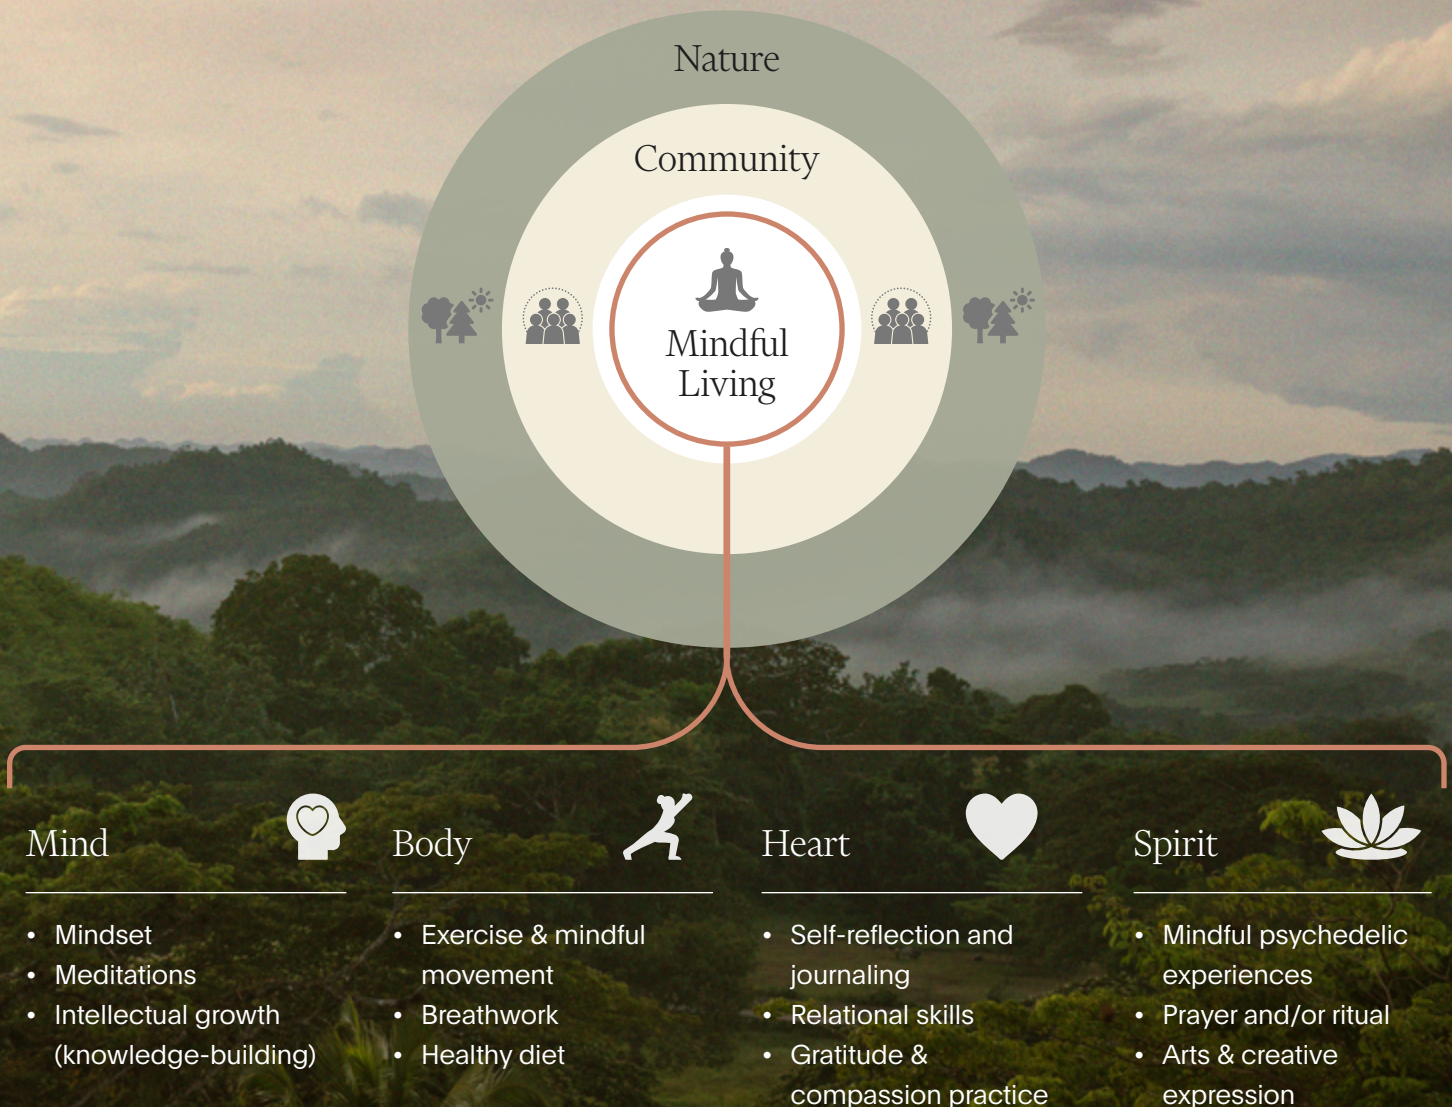 Nature
Community
Mindful
Living
Mind
• Mindset
• Meditations
• Intellectual growth
(knowledge-building)
Body
• Exercise & mindful
movement
• Breathwork
• Healthy diet
Heart
• Self-reflection and
journaling
• Relational skills
• Gratitude &
compassion practice
Spirit
• Mindful psychedelic
experiences
• Prayer and/or ritual
• Arts & creative
expression